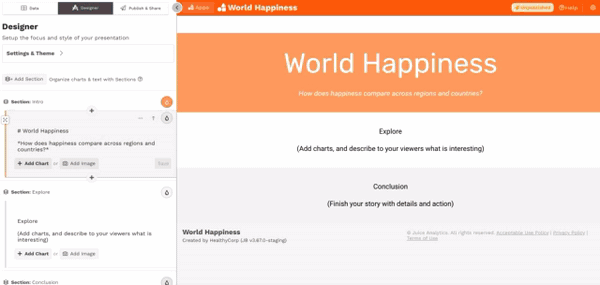 Data
Designer
Publish & Share
World Happiness
Help
Designer
Setup the focus and style of your presentation
Settings & Theme
+ Add Section
Organize charts & text with Sections
Section: Intro
# World Happiness
*How does happiness compare across regions and
countries?*
+ Add Chart or Add Image
Section: Explore
Explore
(Add charts, and describe to your viewers what is
interesting)
+ Add Chart or Add Image
Section: Conclusion
World Happiness
How does happiness compare across regions and countries?
Explore
(Add charts, and describe to your viewers what is interesting)
Conclusion
(Finish your story with details and action)
World Happiness
Created by HealthyCorp (JB v3.67.0-staging)
© Juice Analytics. All rights reserved. Acceptable Use Policy | Privacy Policy |
Terms of Use